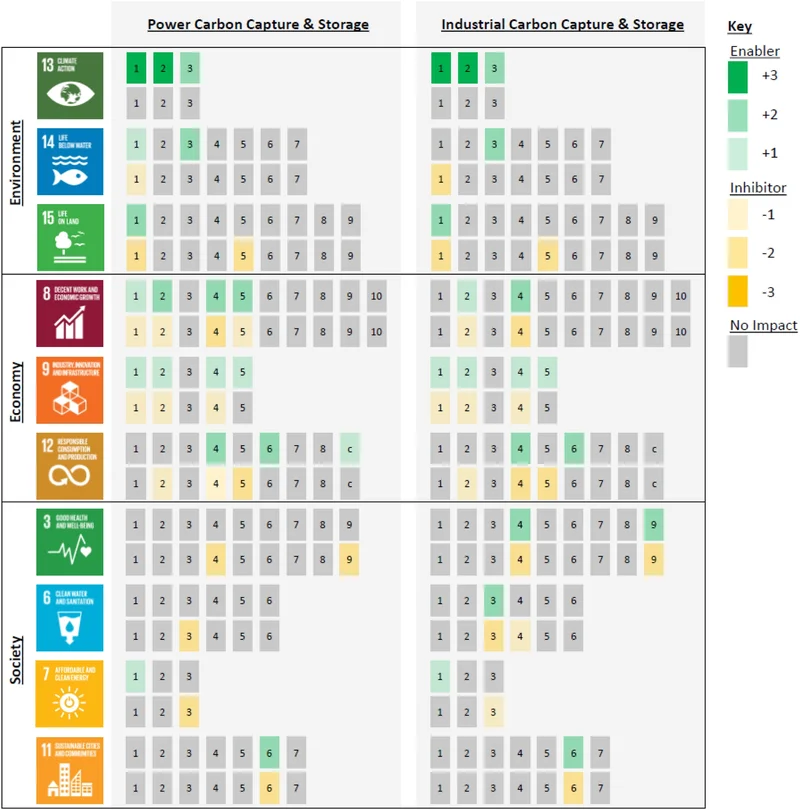 Power Carbon Capture & Storage
Industrial Carbon Capture & Storage
Key
Enabler
+3
+2
+1
Inhibitor
-1
-2
-3
No Impact
Environment
13 CLIMATE
ACTION
1 2 3 1 2 3
1 2 3 1 2 3
14 LIFE
BELOW WATER
1 2 3 4 5 6 7 1 2 3 4 5 6 7
1 2 3 4 5 6 7 1 2 3 4 5 6 7
15 LIFE
ON LAND
1 2 3 4 5 6 7 8 9 1 2 3 4 5 6 7 8 9
1 2 3 4 5 6 7 8 9 1 2 3 4 5 6 7 8 9
Economy
8 DECENT WORK AND
ECONOMIC GROWTH
1 2 3 4 5 6 7 8 9 10 1 2 3 4 5 6 7 8 9 10
1 2 3 4 5 6 7 8 9 10 1 2 3 4 5 6 7 8 9 10
9 INDUSTRY, INNOVATION
AND INFRASTRUCTURE
1 2 3 4 5 1 2 3 4 5
1 2 3 4 5 1 2 3 4 5
12 RESPONSIBLE
CONSUMPTION
AND PRODUCTION
1 2 3 4 5 6 7 8 c 1 2 3 4 5 6 7 8 c
1 2 3 4 5 6 7 8 c 1 2 3 4 5 6 7 8 c
Society
3 GOOD HEALTH
AND WELL-BEING
1 2 3 4 5 6 7 8 9 1 2 3 4 5 6 7 8 9
1 2 3 4 5 6 7 8 9 1 2 3 4 5 6 7 8 9
6 CLEAN WATER
AND SANITATION
1 2 3 4 5 6 1 2 3 4 5 6
1 2 3 4 5 6 1 2 3 4 5 6
7 AFFORDABLE AND
CLEAN ENERGY
1 2 3 1 2 3
1 2 3 1 2 3
11 SUSTAINABLE CITIES
AND COMMUNITIES
1 2 3 4 5 6 7 1 2 3 4 5 6 7
1 2 3 4 5 6 7 1 2 3 4 5 6 7